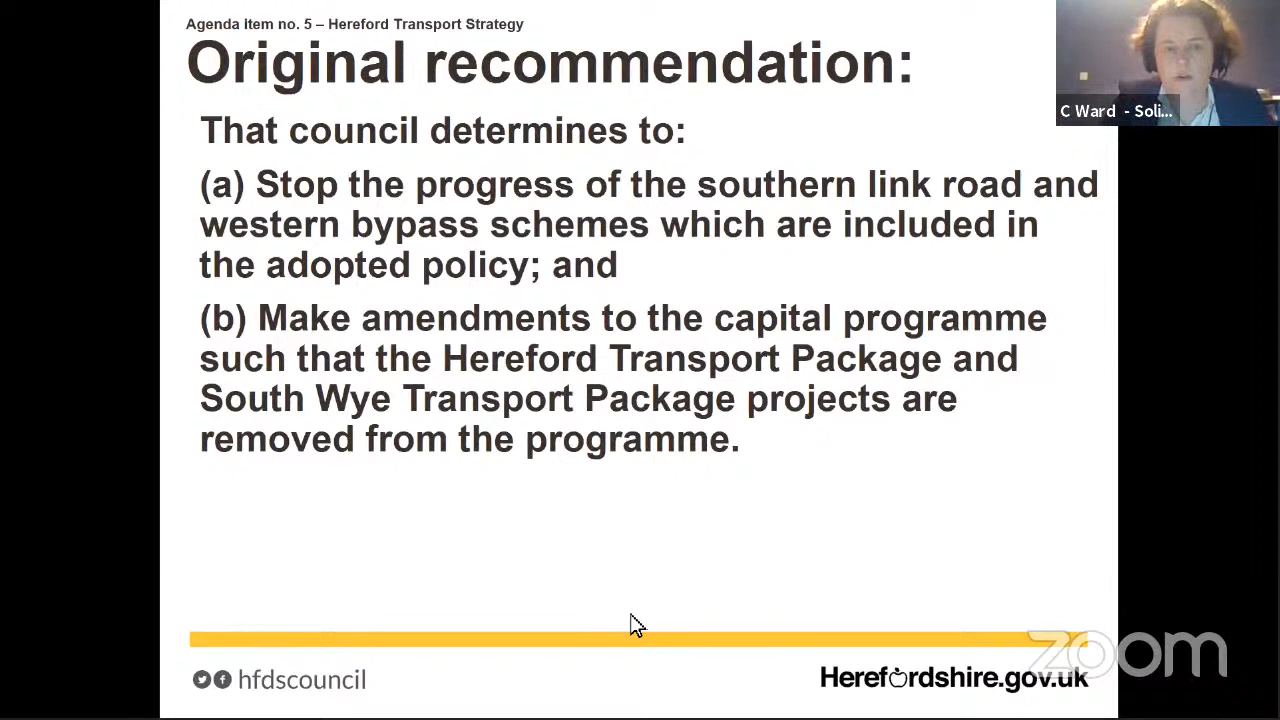 Agenda item no. 5 – Hereford Transport Strategy
Original recommendation:
C Ward - Soli...
That council determines to:
(a) Stop the progress of the southern link road and
western bypass schemes which are included in
the adopted policy; and
(b) Make amendments to the capital programme
such that the Hereford Transport Package and
South Wye Transport Package projects are
removed from the programme.
zoom
hfdscouncil
Herefordshire.gov.uk